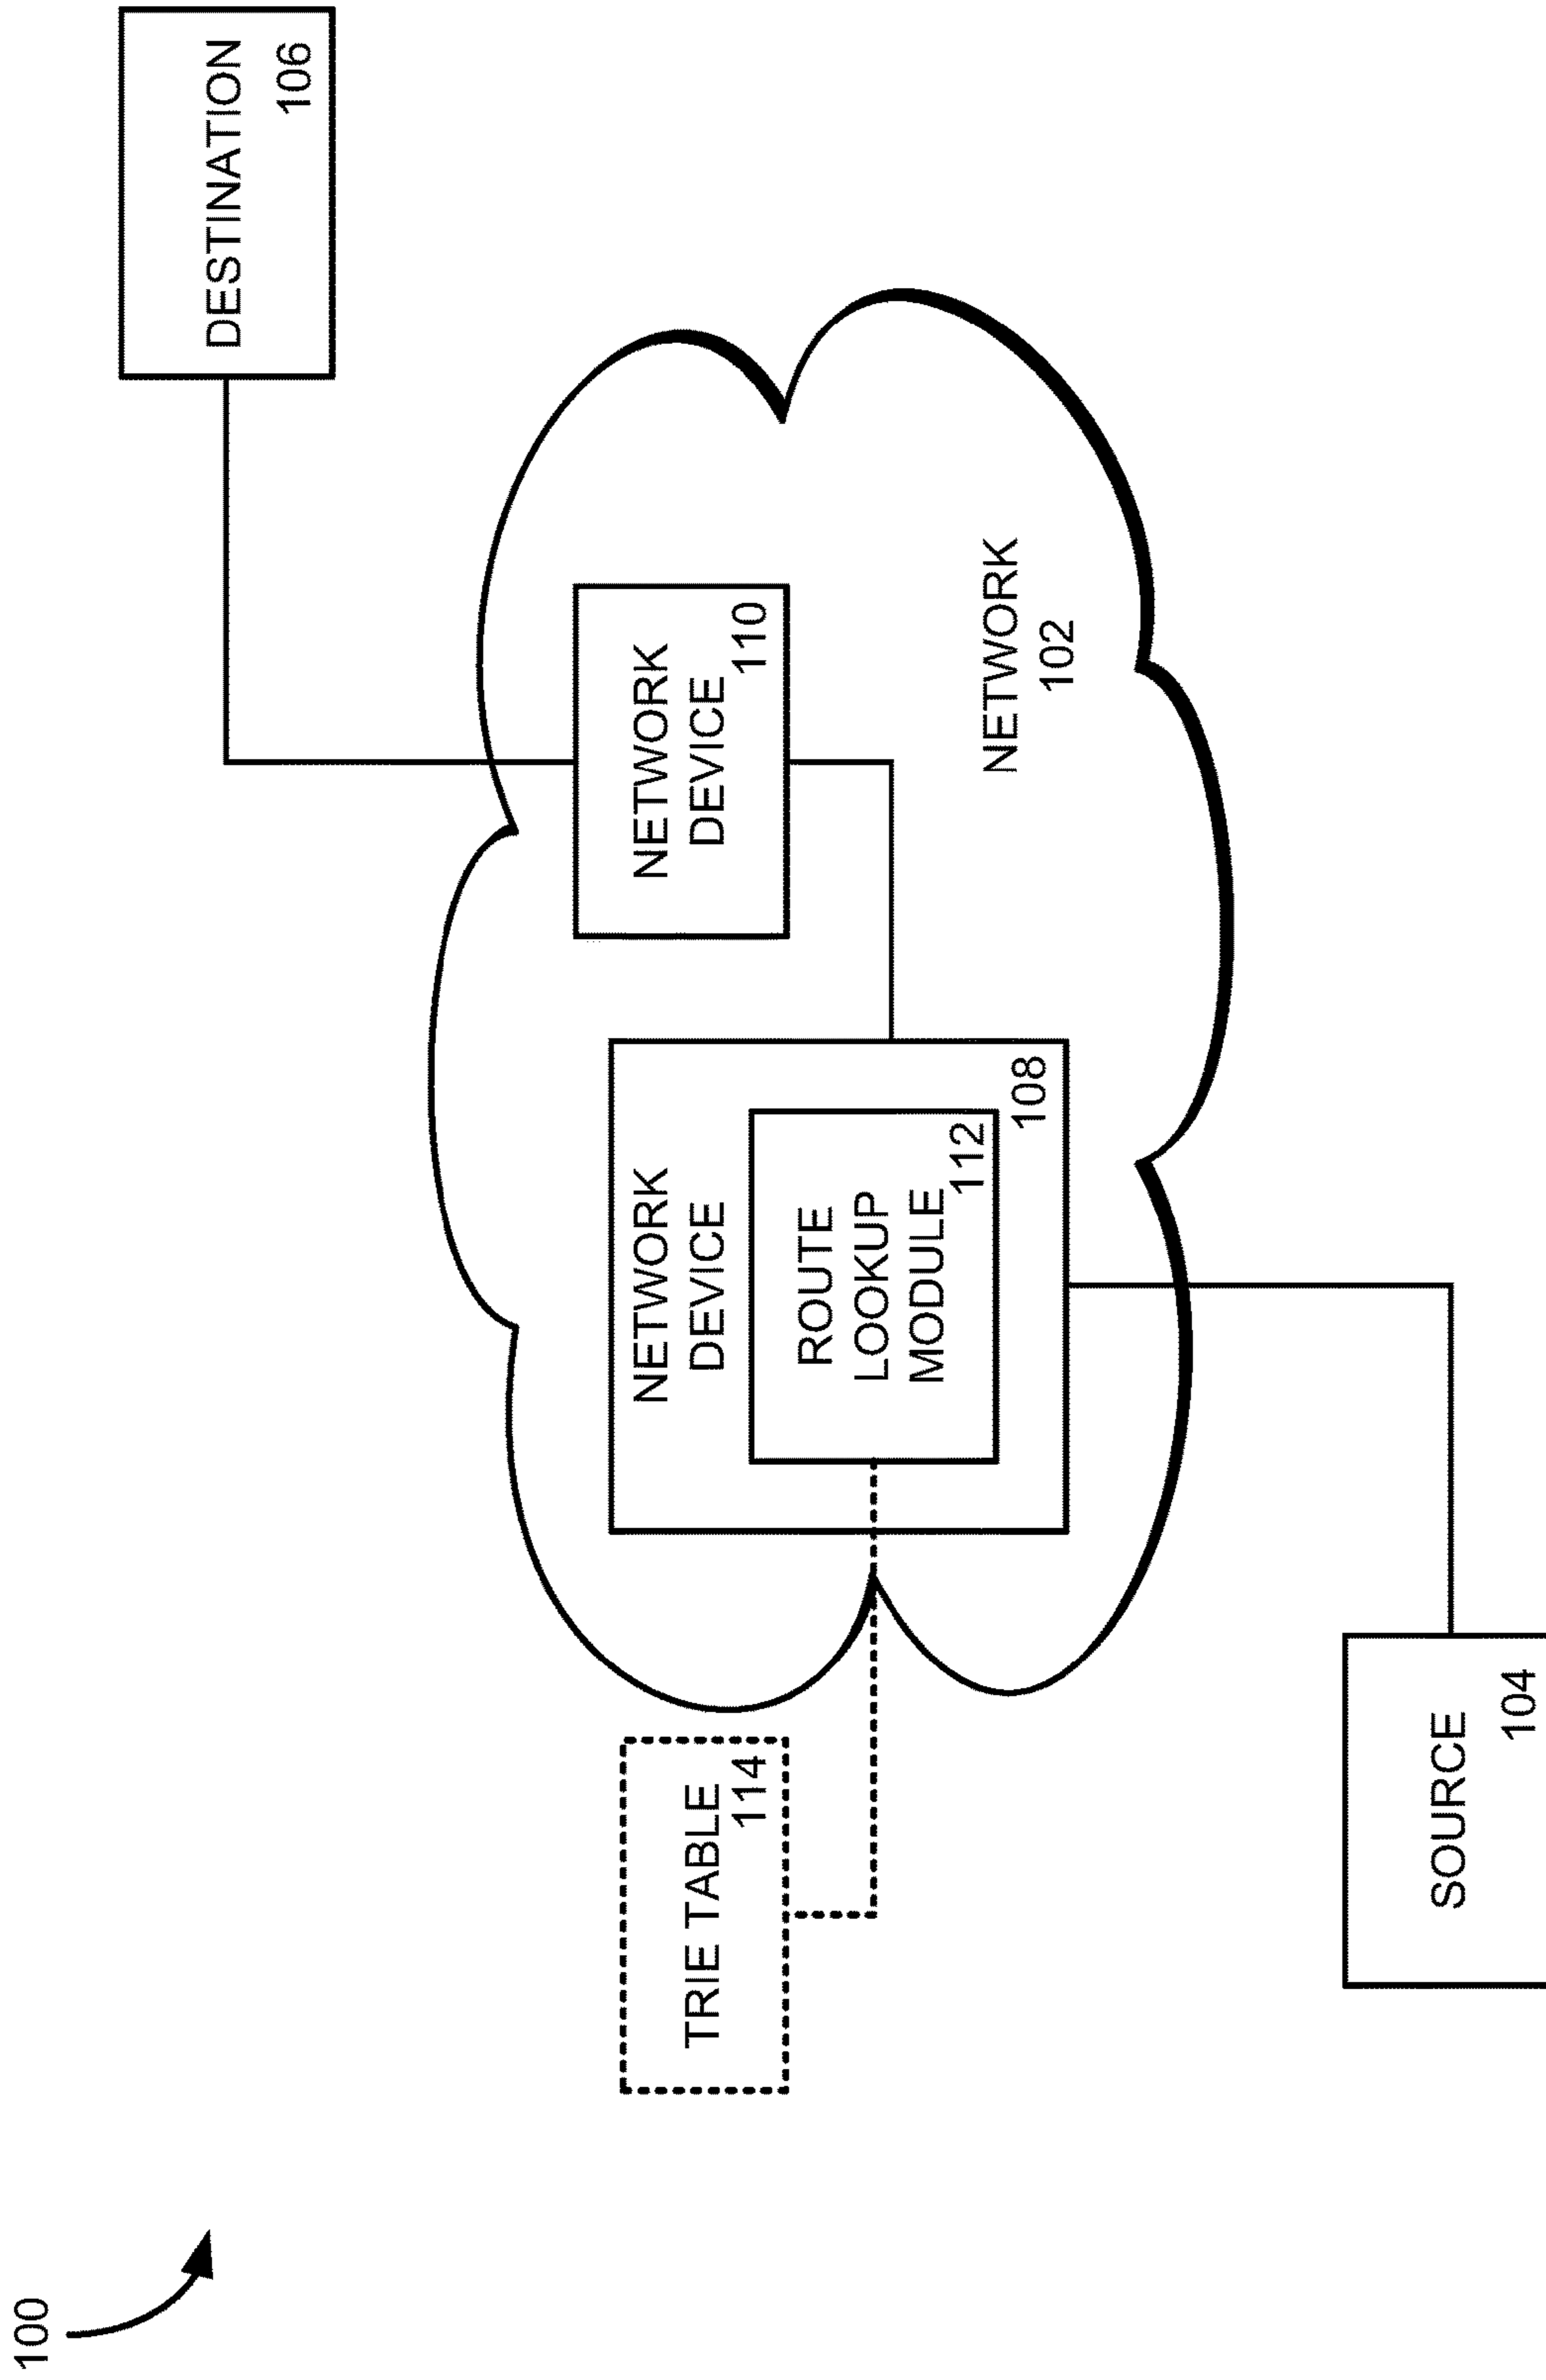 100
DESTINATION
106
TRIE TABLE
114
NETWORK
DEVICE
108
ROUTE
LOOKUP
MODULE
112
NETWORK
DEVICE
110
NETWORK
102
SOURCE
104